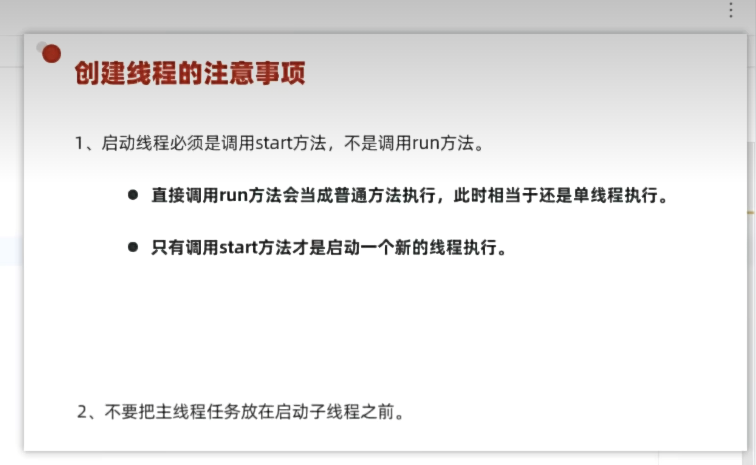 创建线程的注意事项
1、启动线程必须是调用start方法，不是调用run方法。
● 直接调用run方法会当成普通方法执行，此时相当于还是单线程执行。
● 只有调用start方法才是启动一个新的线程执行。
2、不要把主线程任务放在启动子线程之前。